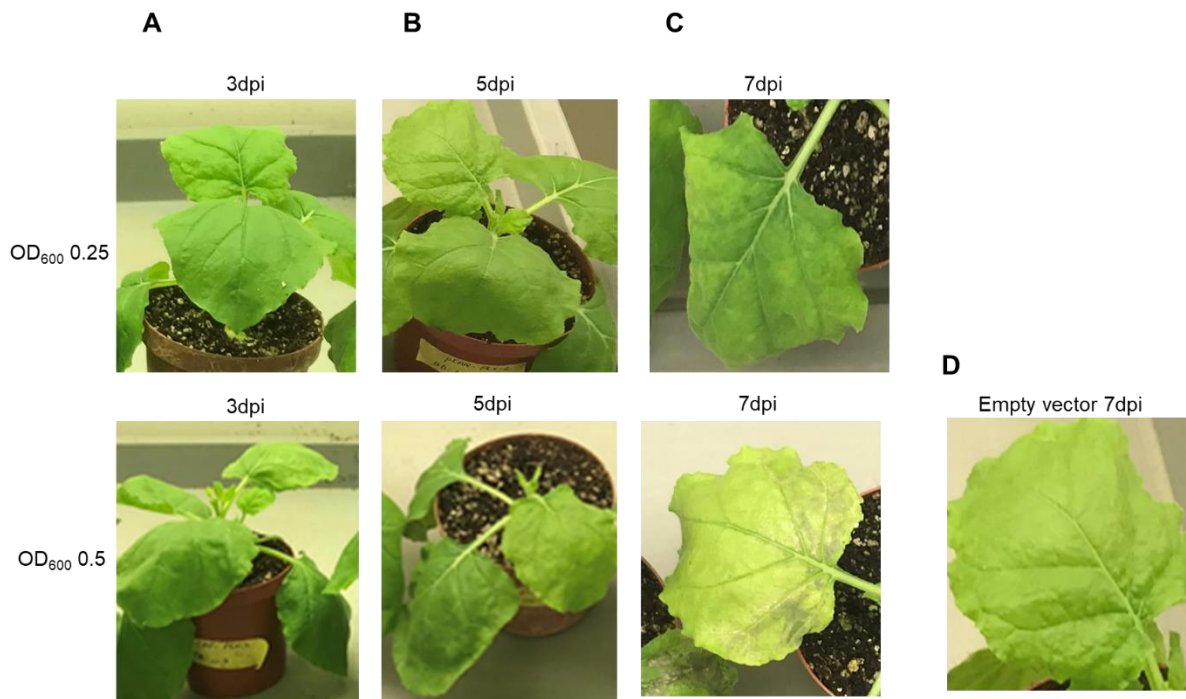 A
B
C
3dpi
5dpi
7dpi
OD₆₀₀ 0.25
D
3dpi
5dpi
7dpi
Empty vector 7dpi
OD₆₀₀ 0.5